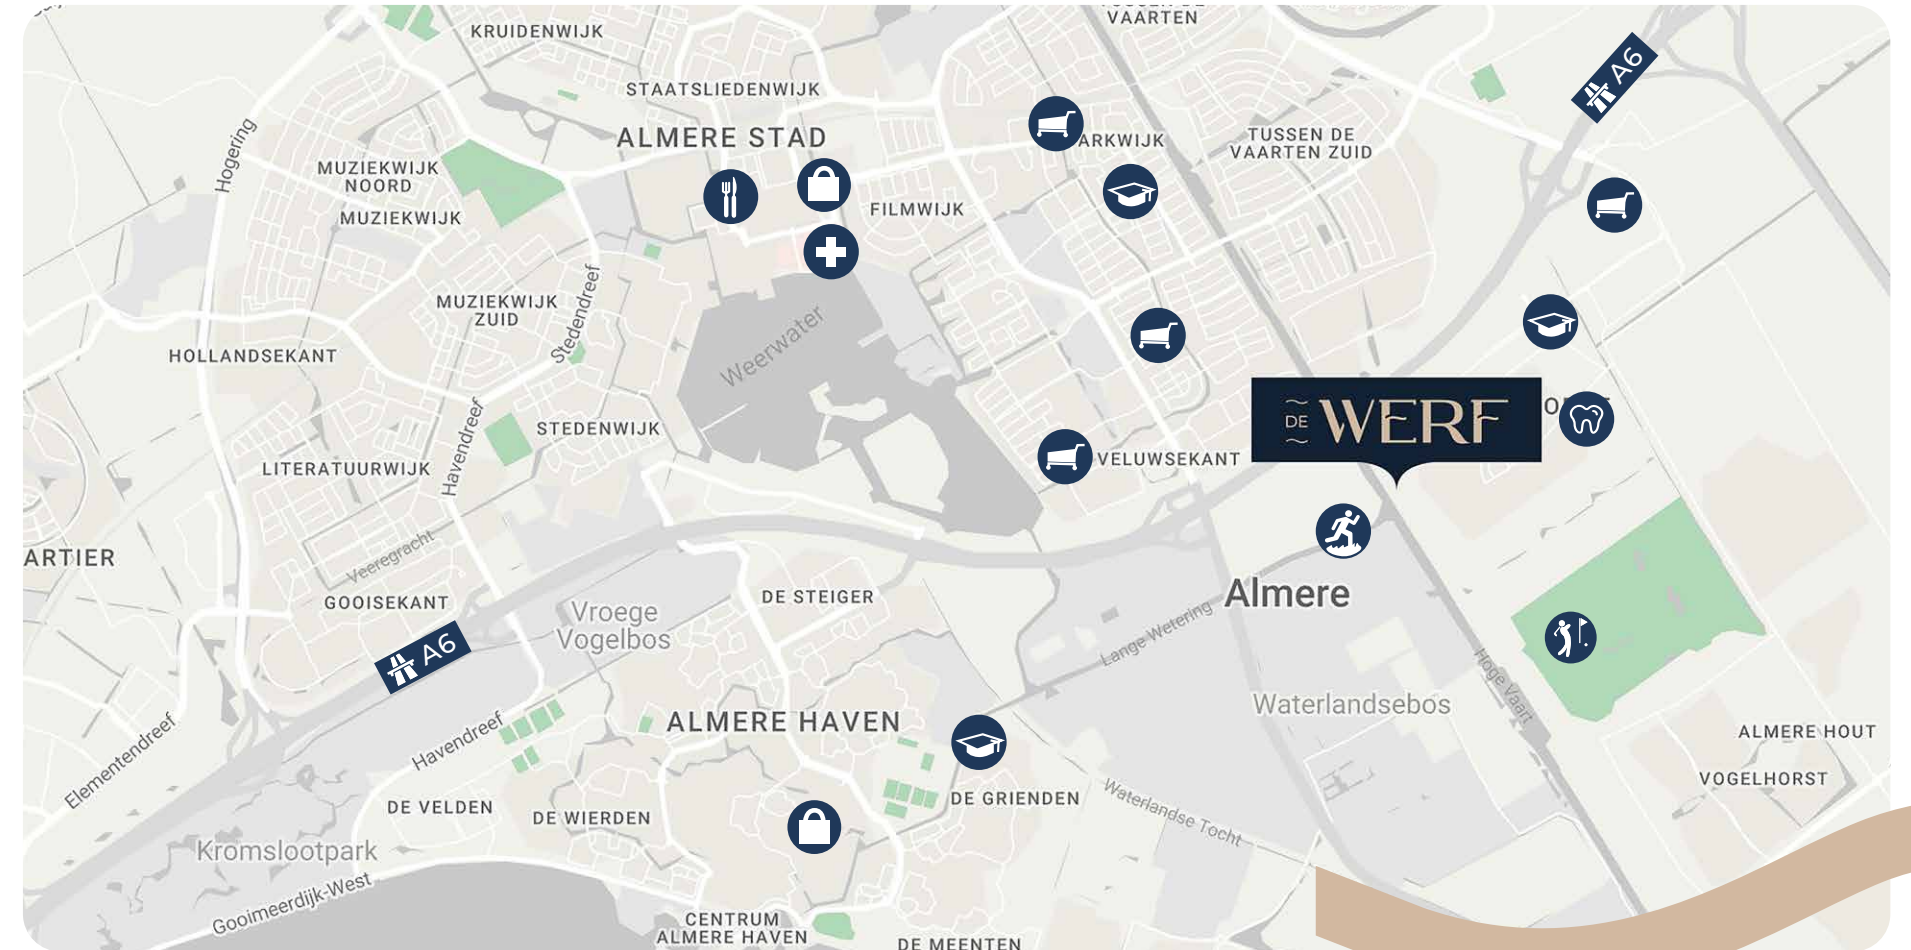 VAARTEN
KRUIDENWIJK
STAATSLIEDENWIJK
ALMERE STAD
A6
ARKWIJK
TUSSEN DE
VAARTEN ZUID
Hogering
MUZIEKWIJK
NOORD
MUZIEKWIJK
FILMWIJK
MUZIEKWIJK
ZUID
Stedendreef
Weerwater
HOLLANDSEKANT
DE
WERF
Havendreef
STEDENWIJK
LITERATUURWIJK
VELUWSEKANT
ARTIER
Veeregracht
GOOISEKANT
A6
Vroege
Vogelbos
DE STEIGER
Almere
Lange Wetering
Hoge Vaart
Waterlandsebos
ALMERE HAVEN
Havendreef
Elementendreef
ALMERE HOUT
VOGELHORST
DE VELDEN
DE WIERDEN
DE GRIENDEN
Waterlandse Tocht
Kromslootpark
Gooimeerdijk-West
CENTRUM
ALMERE HAVEN
DE MEENTEN